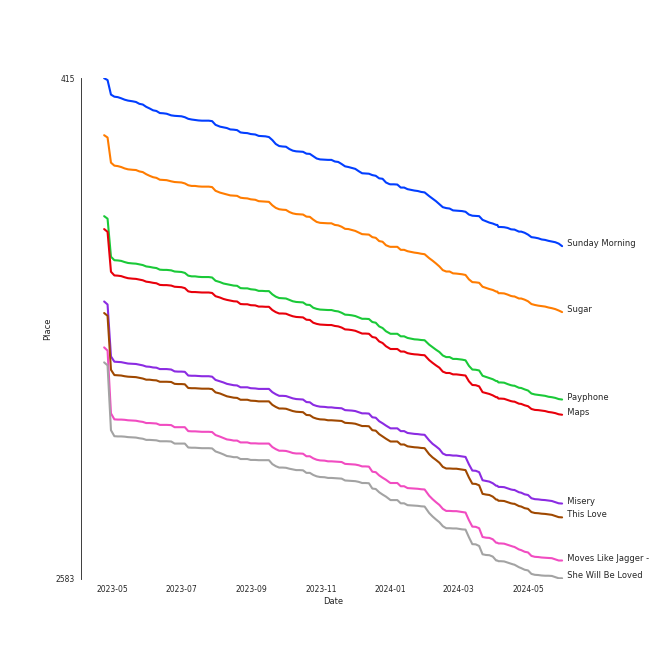 415
Sunday Morning
Sugar
Place
Payphone
Maps
Misery
This Love
Moves Like Jagger -
She Will Be Loved
2583
2023-05 2023-07 2023-09 2023-11 2024-01 2024-03 2024-05
Date